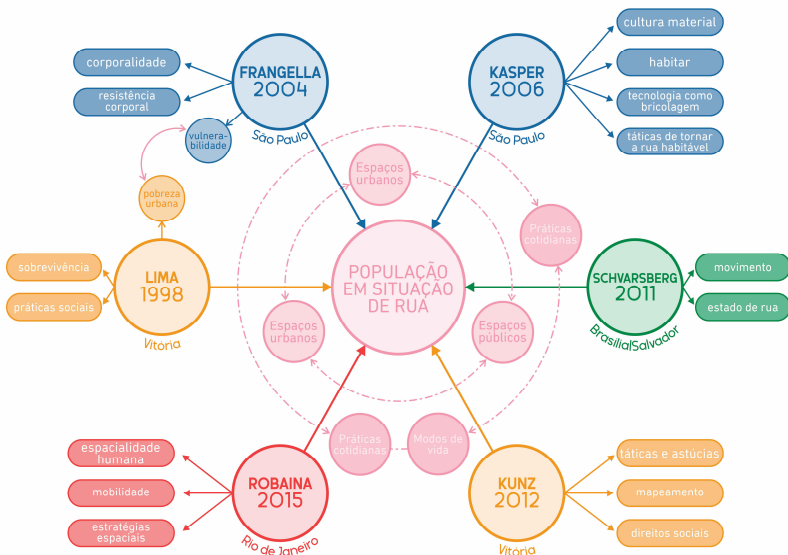 corporalidade
resistência
corporal
vulnera-
bilidade
FRANGELLA
2004
São Paulo
KASPER
2006
São Paulo
cultura material
habitar
tecnologia como
bricolagem
táticas de tornar
a rua habitável
pobreza
urbana
Espaços
urbanos
Práticas
cotidianas
sobrevivência
práticas sociais
LIMA
1998
Vitória
POPULAÇÃO
EM SITUAÇÃO
DE RUA
SCHVARSBERG
2011
Brasília|Salvador
movimento
estado de rua
Espaços
urbanos
Espaços
públicos
Práticas
cotidianas
Modos de
vida
espacialidade
humana
mobilidade
estratégias
espaciais
ROBAINA
2015
Rio de Janeiro
KUNZ
2012
Vitória
táticas e astúcias
mapeamento
direitos sociais